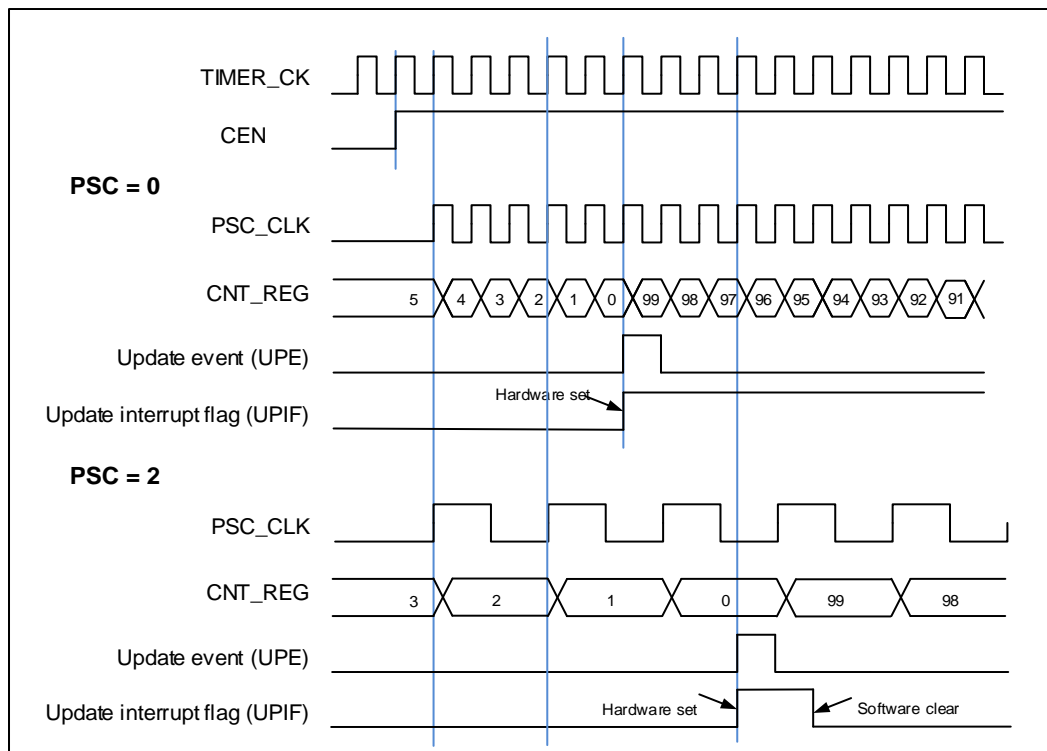 TIMER_CK
CEN
PSC = 0
PSC_CLK
CNT_REG 5 4 3 2 1 0 99 98 97 96 95 94 93 92 91
Update event (UPE)
Hardware set
Update interrupt flag (UPIF)
PSC = 2
PSC_CLK
CNT_REG 3 2 1 0 99 98
Update event (UPE)
Update interrupt flag (UPIF) Hardware set Software clear